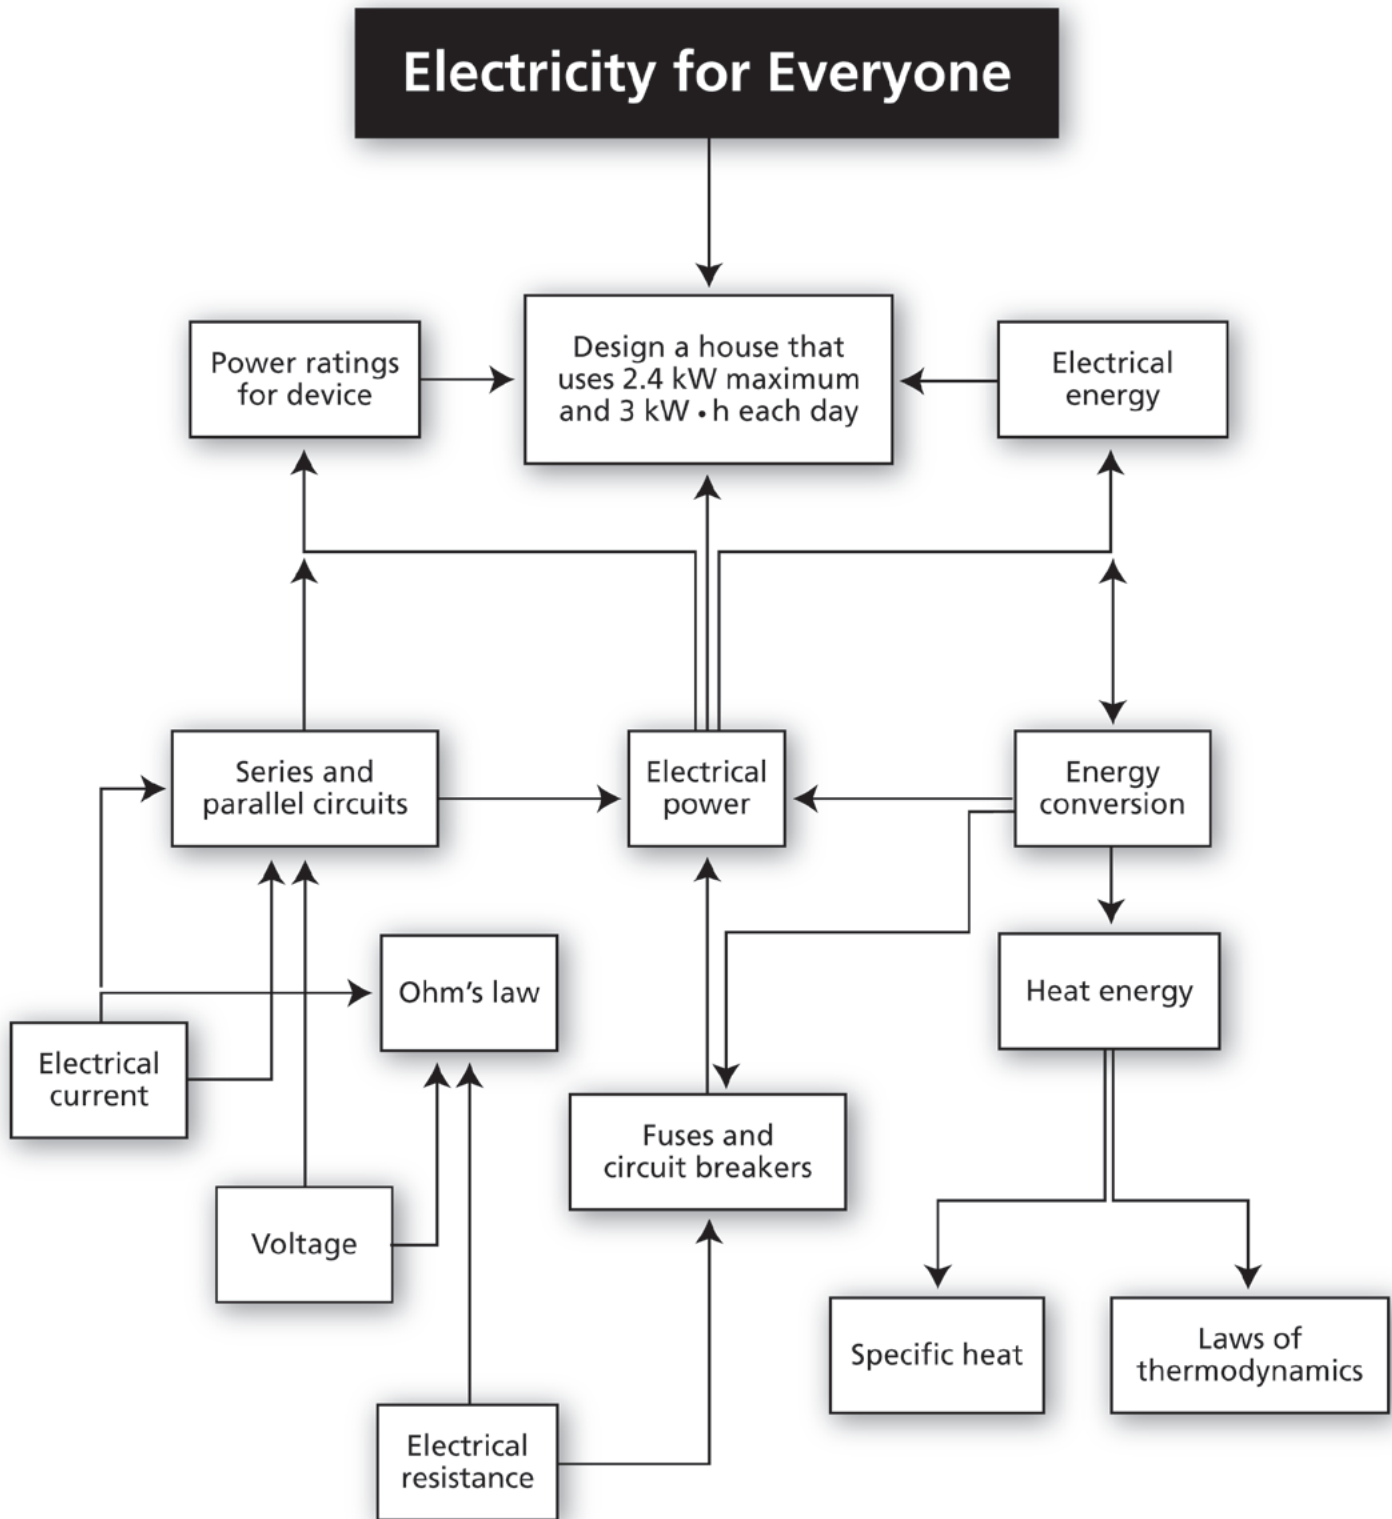 Electricity for Everyone
Power ratings
for device
Design a house that
uses 2.4 kW maximum
and 3 kW • h each day
Electrical
energy
Series and
parallel circuits
Electrical
power
Energy
conversion
Ohm's law
Heat energy
Electrical
current
Fuses and
circuit breakers
Voltage
Specific heat
Laws of
thermodynamics
Electrical
resistance